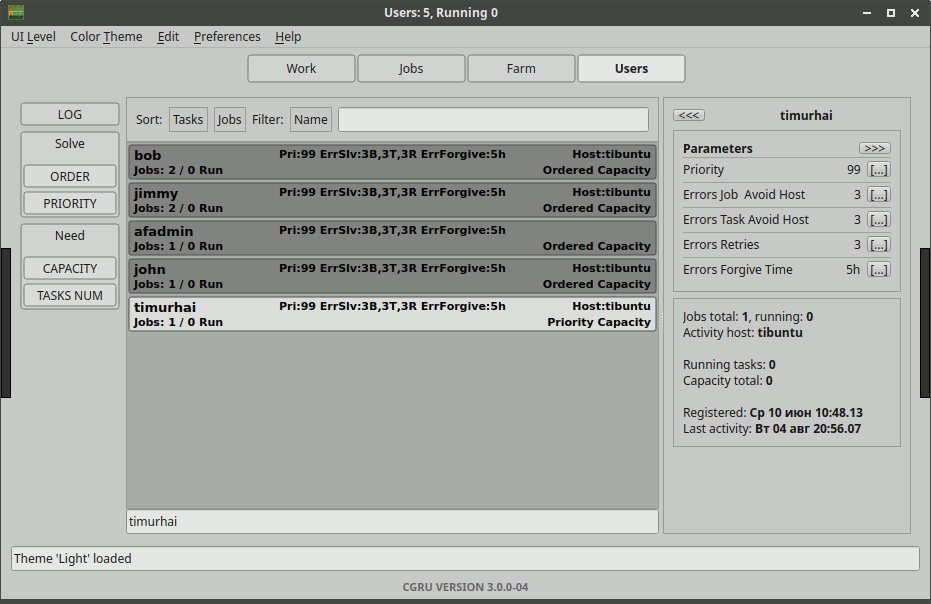 Users: 5, Running 0
UI Level Color Theme Edit Preferences Help
Work Jobs Farm Users
LOG
Solve
ORDER
PRIORITY
Need
CAPACITY
TASKS NUM
Sort: Tasks Jobs Filter: Name
bob Pri:99 ErrSlv:3B,3T,3R ErrForgive:5h Host:tibuntu
Jobs: 2 / 0 Run Ordered Capacity
jimmy Pri:99 ErrSlv:3B,3T,3R ErrForgive:5h Host:tibuntu
Jobs: 2 / 0 Run Ordered Capacity
afadmin Pri:99 ErrSlv:3B,3T,3R ErrForgive:5h
Jobs: 1 / 0 Run Ordered Capacity
john Pri:99 ErrSlv:3B,3T,3R ErrForgive:5h Host:tibuntu
Jobs: 1 / 0 Run Ordered Capacity
timurhai Pri:99 ErrSlv:3B,3T,3R ErrForgive:5h Host:tibuntu
Jobs: 1 / 0 Run Priority Capacity
timurhai
<<< timurhai
Parameters >>>
Priority 99 [...]
Errors Job Avoid Host 3 [...]
Errors Task Avoid Host 3 [...]
Errors Retries 3 [...]
Errors Forgive Time 5h [...]
Jobs total: 1, running: 0
Activity host: tibuntu
Running tasks: 0
Capacity total: 0
Registered: Ср 10 июн 10:48.13
Last activity: Вт 04 авг 20:56.07
Theme 'Light' loaded
CGRU VERSION 3.0.0-04